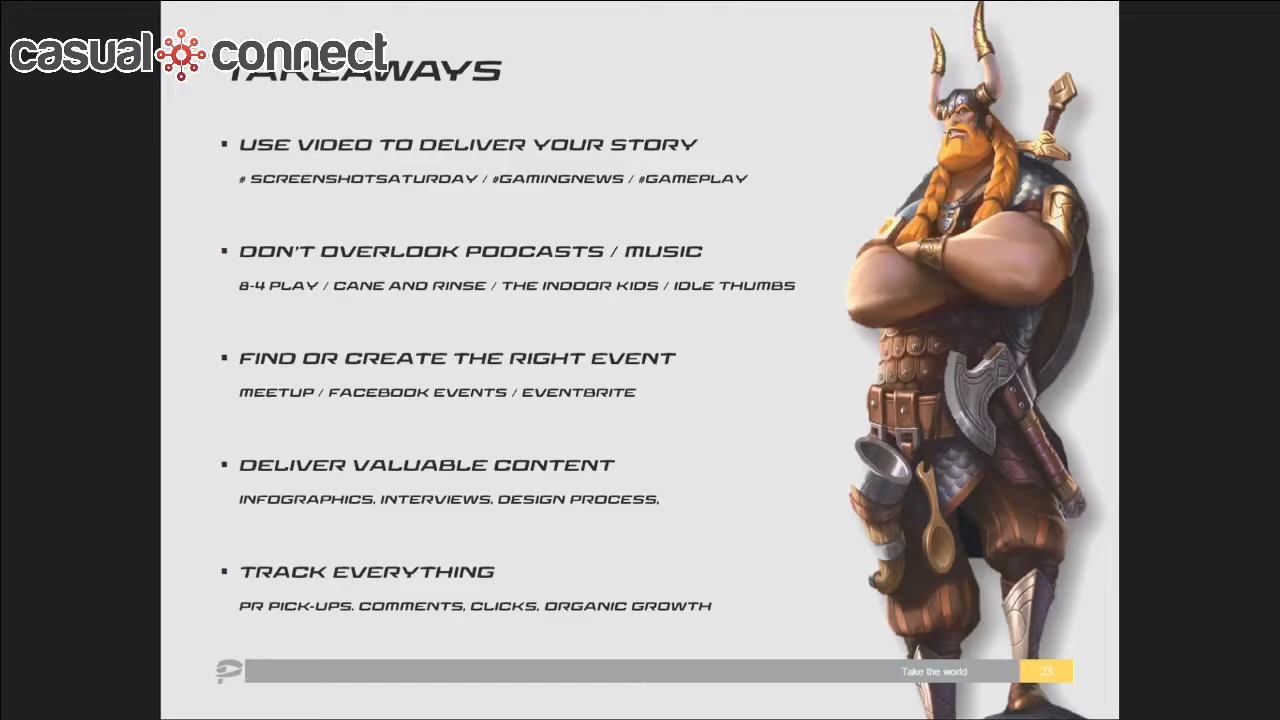 casual connect
TAKEAWAYS
▪ USE VIDEO TO DELIVER YOUR STORY
# SCREENSHOTSATURDAY / #GAMINGNEWS / #GAMEPLAY
▪ DON'T OVERLOOK PODCASTS / MUSIC
8-4 PLAY / CANE AND RINSE / THE INDOOR KIDS / IDLE THUMBS
▪ FIND OR CREATE THE RIGHT EVENT
MEETUP / FACEBOOK EVENTS / EVENTBRITE
▪ DELIVER VALUABLE CONTENT
INFOGRAPHICS, INTERVIEWS, DESIGN PROCESS,
▪ TRACK EVERYTHING
PR PICK-UPS. COMMENTS, CLICKS, ORGANIC GROWTH
Take the world 23